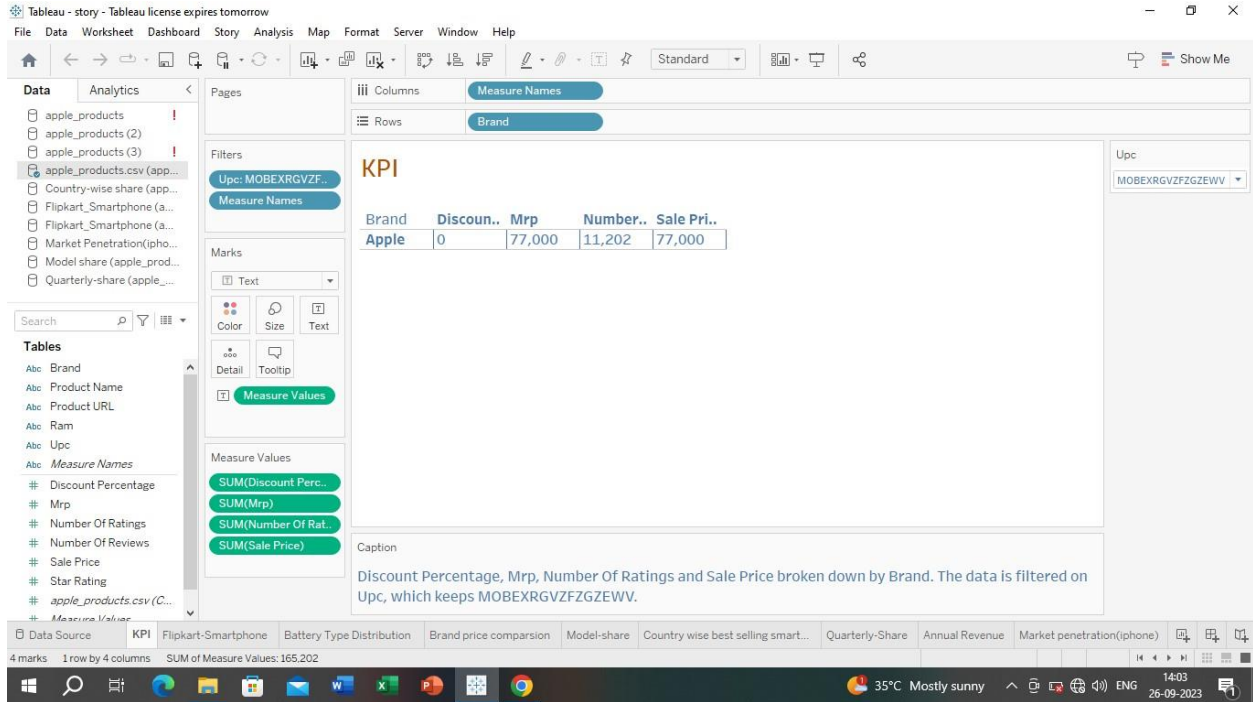 Tableau - story - Tableau license expires tomorrow
File Data Worksheet Dashboard Story Analysis Map Format Server Window Help
Standard
Show Me
Data Analytics
apple_products !
apple_products (2)
apple_products (3) !
apple_products.csv (app...
Country-wise share (app...
Flipkart_Smartphone (a...
Flipkart_Smartphone (a...
Market Penetration(ipho...
Model share (apple_prod...
Quarterly-share (apple_...
Search
Tables
Abc Brand
Abc Product Name
Abc Product URL
Abc Ram
Abc Upc
Abc Measure Names
# Discount Percentage
# Mrp
# Number Of Ratings
# Number Of Reviews
# Sale Price
# Star Rating
# apple_products.csv (C...
# Measure Values
Pages
Filters
Upc: MOBEXRGVZF..
Measure Names
Marks
T Text
Color Size Text
Detail Tooltip
T Measure Values
Measure Values
SUM(Discount Perc..
SUM(Mrp)
SUM(Number Of Rat..
SUM(Sale Price)
iii Columns Measure Names
Rows Brand
KPI
Brand Discoun.. Mrp Number.. Sale Pri..
Apple 0 77,000 11,202 77,000
Caption
Discount Percentage, Mrp, Number Of Ratings and Sale Price broken down by Brand. The data is filtered on
Upc, which keeps MOBEXRGVZFZGZEWV.
Upc
MOBEXRGVZFZGZEWV
Data Source KPI Flipkart-Smartphone Battery Type Distribution Brand price comparsion Model-share Country wise best selling smart... Quarterly-Share Annual Revenue Market penetration(iphone)
4 marks 1 row by 4 columns SUM of Measure Values: 165,202
35°C Mostly sunny ENG
14:03
26-09-2023